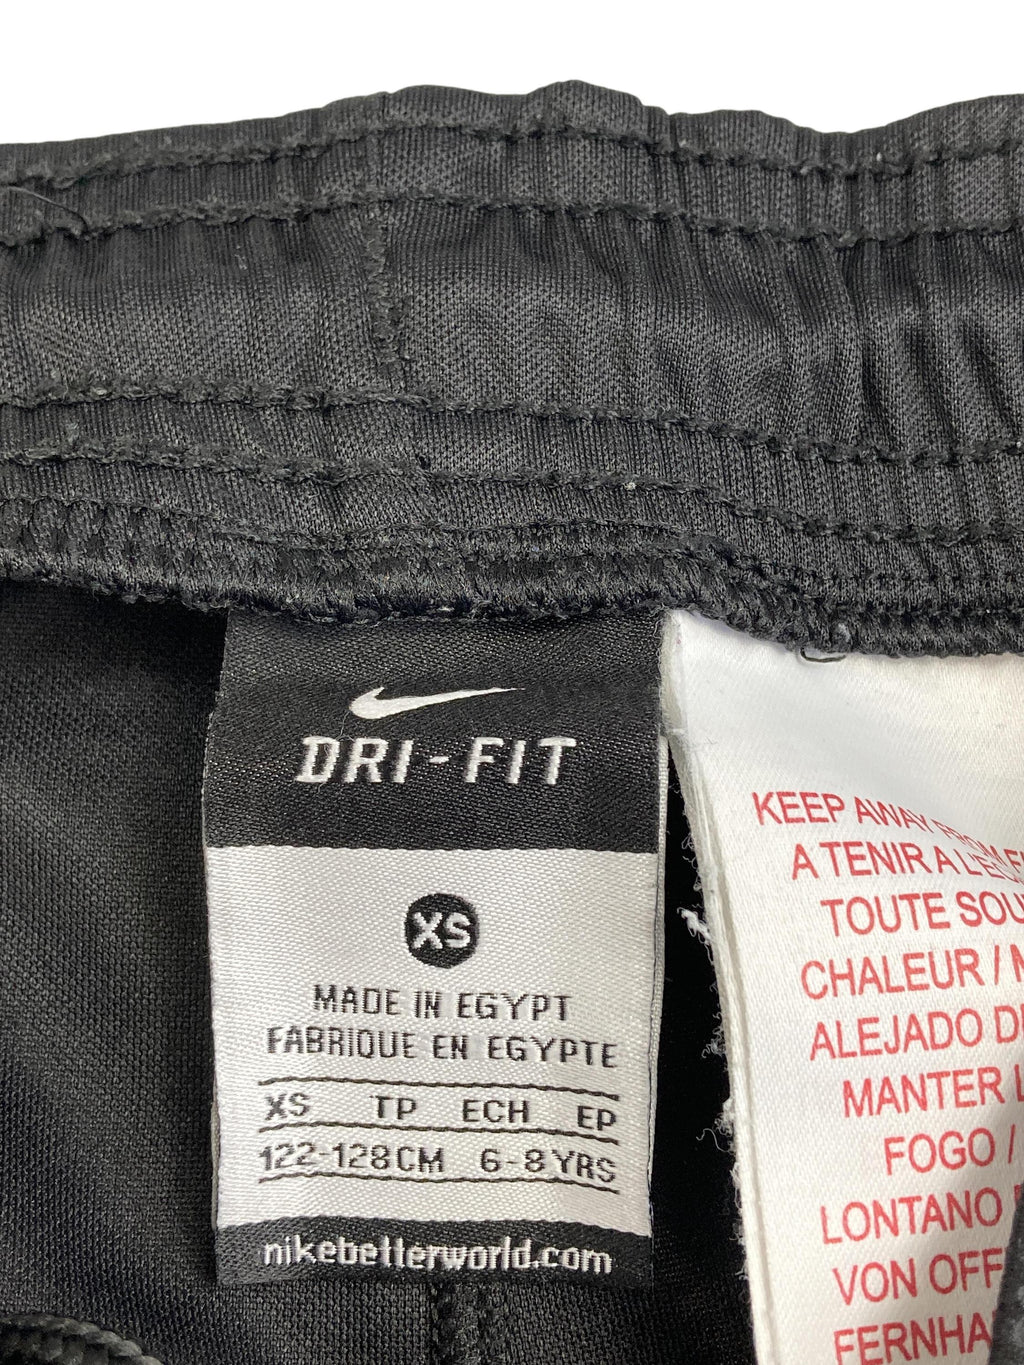 DRI-FIT
XS
MADE IN EGYPT
FABRIQUE EN EGYPTE
XS TP ECH EP
122-128CM 6-8YRS
nikebetterworld.com
KEEP AWAY FROM
A TENIR A
TOUTE
CHALEUR /
ALEJADO
MANTER
FOGO /
LONTANO
VON OFF
FERNHA